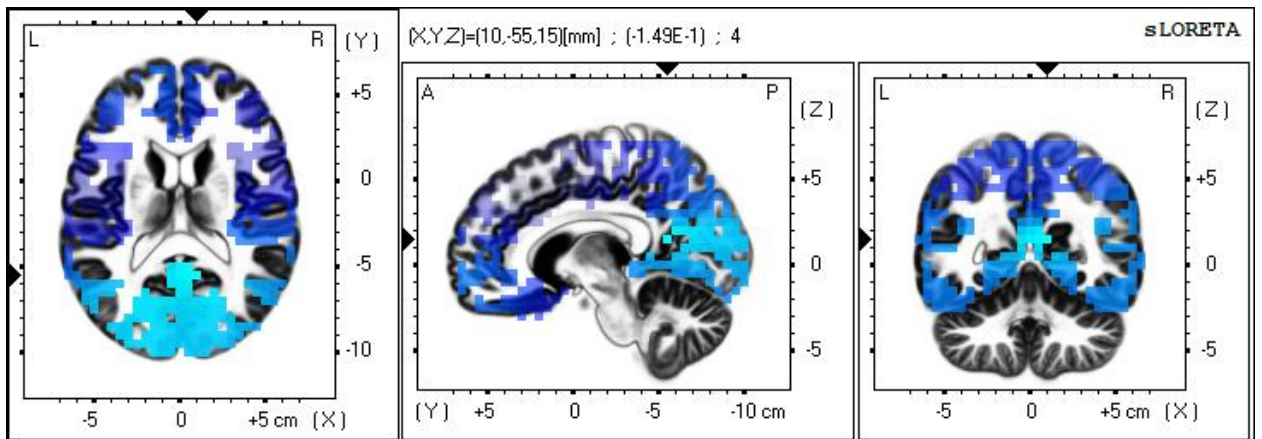 (X,Y,Z)=(10,-55,15)[mm] ; (-1.49E-1) ; 4
sLORETA
L R (Y)
+5
0
-5
-10
-5 0 +5 cm (X)
A P (Z)
+5
0
-5
(Y) +5 0 -5 -10 cm
L R (Z)
+5
0
-5
-5 0 +5 cm (X)